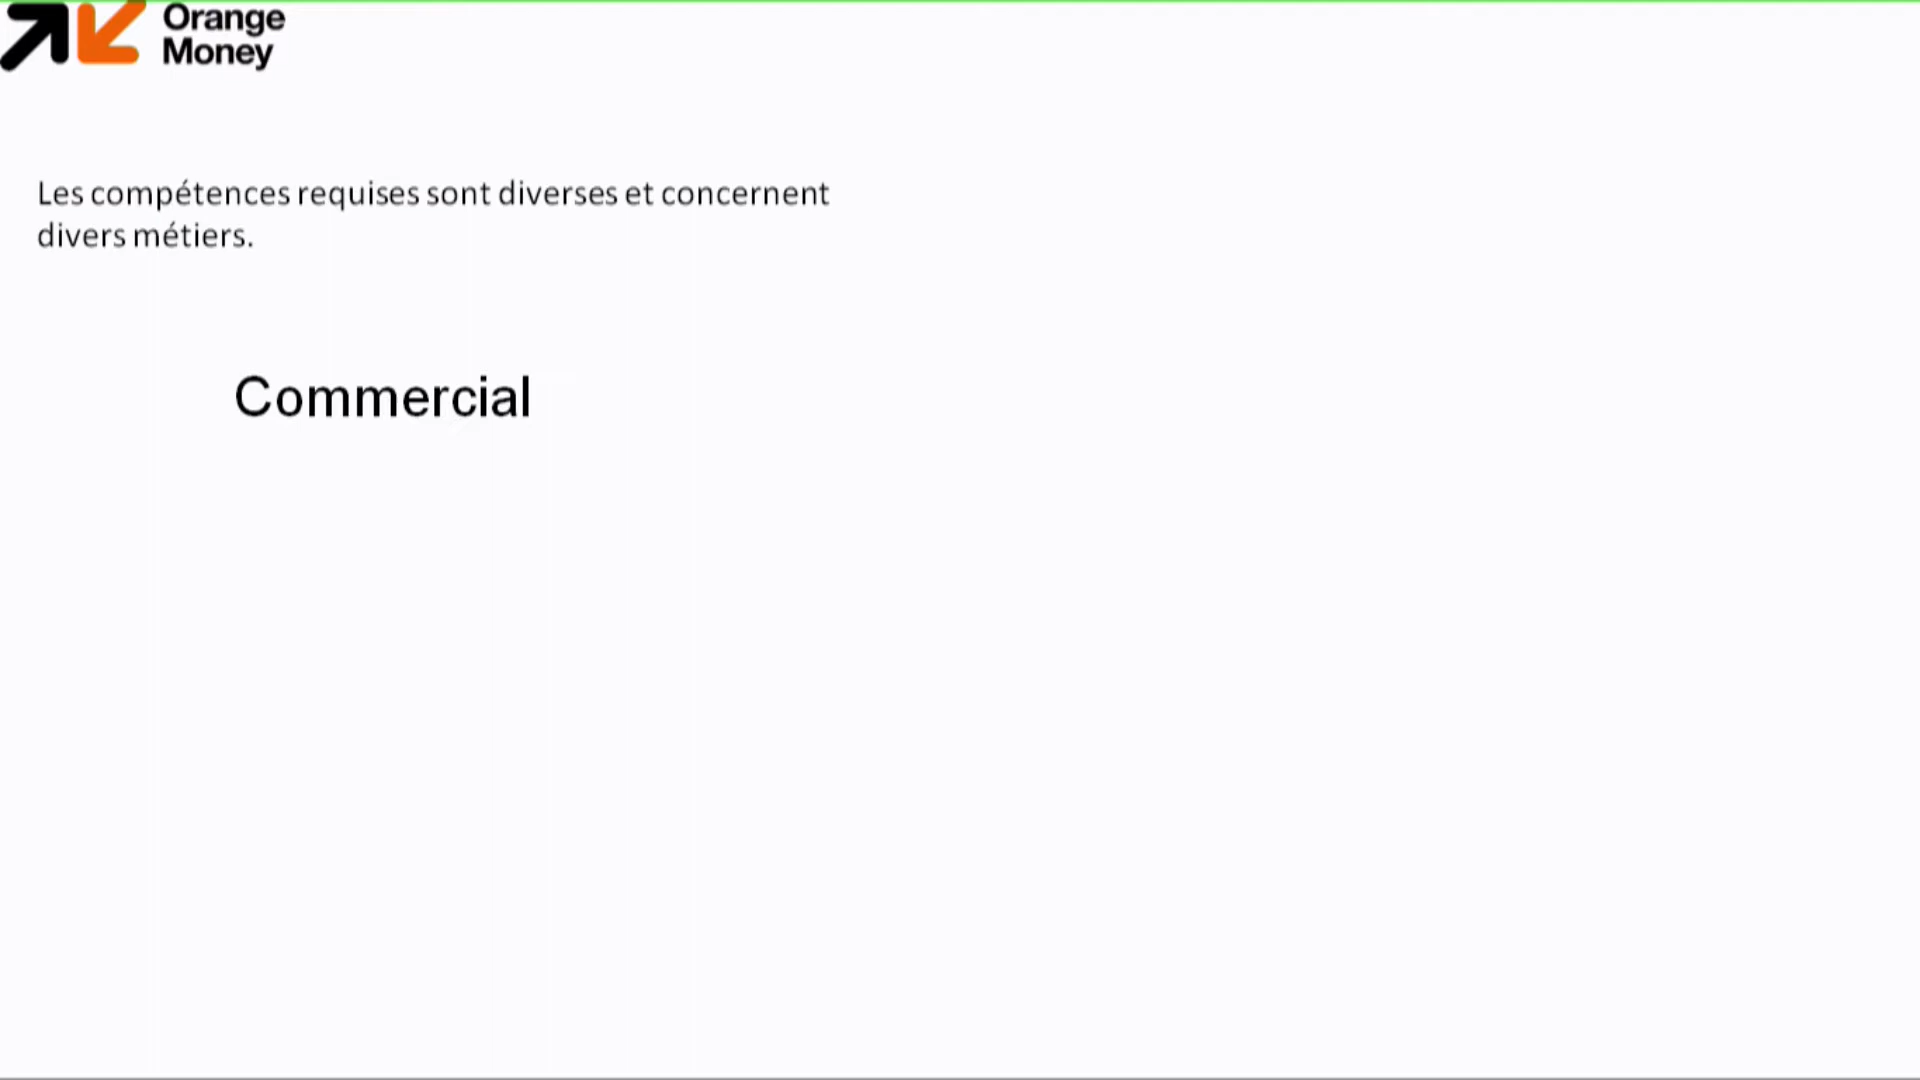 Orange
Money
Les compétences requises sont diverses et concernent
divers métiers.
Commercial